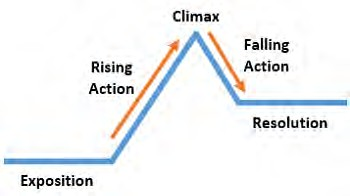 Climax
Rising
Action
Falling
Action
Resolution
Exposition